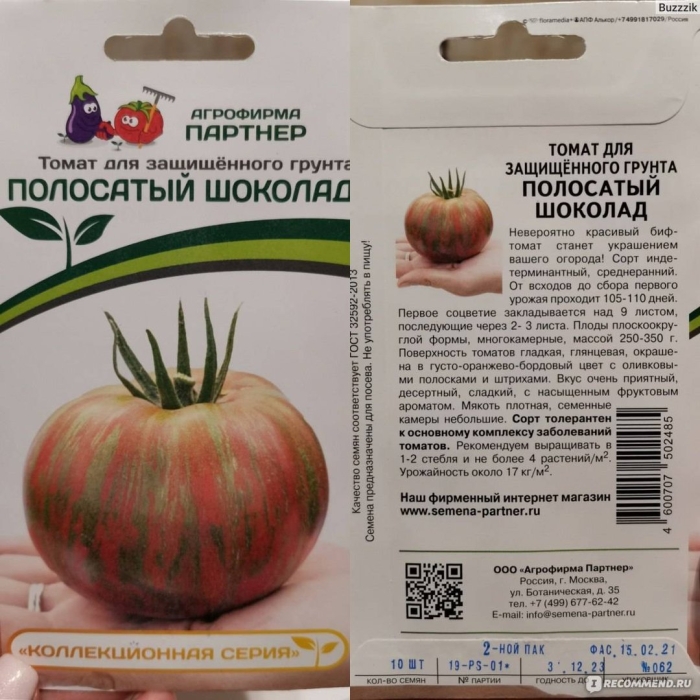 АГРОФИРМА
ПАРТНЕР
Томат для защищённого грунта
ПОЛОСАТЫЙ ШОКОЛАД
«КОЛЛЕКЦИОННАЯ СЕРИЯ»
Buzzzik
floramedia+ АПФ Алькор/+74991817029/Россия
ТОМАТ ДЛЯ
ЗАЩИЩЁННОГО ГРУНТА
ПОЛОСАТЫЙ
ШОКОЛАД
Невероятно красивый биф-
томат станет украшением
вашего огорода! Сорт инде-
терминантный, среднеранний.
От всходов до сбора первого
урожая проходит 105-110 дней.
Первое соцветие закладывается над 9 листом,
последующие через 2- 3 листа. Плоды плоскоокру-
глой формы, многокамерные, массой 250-350 г.
Поверхность томатов гладкая, глянцевая, окраше-
на в густо-оранжево-бордовый цвет с оливковы-
ми полосками и штрихами. Вкус очень приятный,
десертный, сладкий, с насыщенным фруктовым
ароматом. Мякоть плотная, семенные
камеры небольшие. Сорт толерантен
к основному комплексу заболеваний
томатов. Рекомендуем выращивать в
1-2 стебля и не более 4 растений/м².
Урожайность около 17 кг/м².
Качество семян соответствует ГОСТ 32592-2013
Семена предназначены для посева. Не употреблять в пищу!
4 600707 502485
Наш фирменный интернет магазин
www.semena-partner.ru
ООО «Агрофирма Партнер»
Россия, г. Москва,
ул. Ботаническая, д. 35
тел. +7 (499) 677-62-42
E-mail: info@semena-partner.ru
2-НОЙ ПАК ФАС. 15.02.21
10 ШТ 19-PS-01* 3 .12.23 №062
КОЛ-ВО СЕМЯН № ПАРТИИ ГОДНОСТЬ ДО
IRECOMMEND.RU